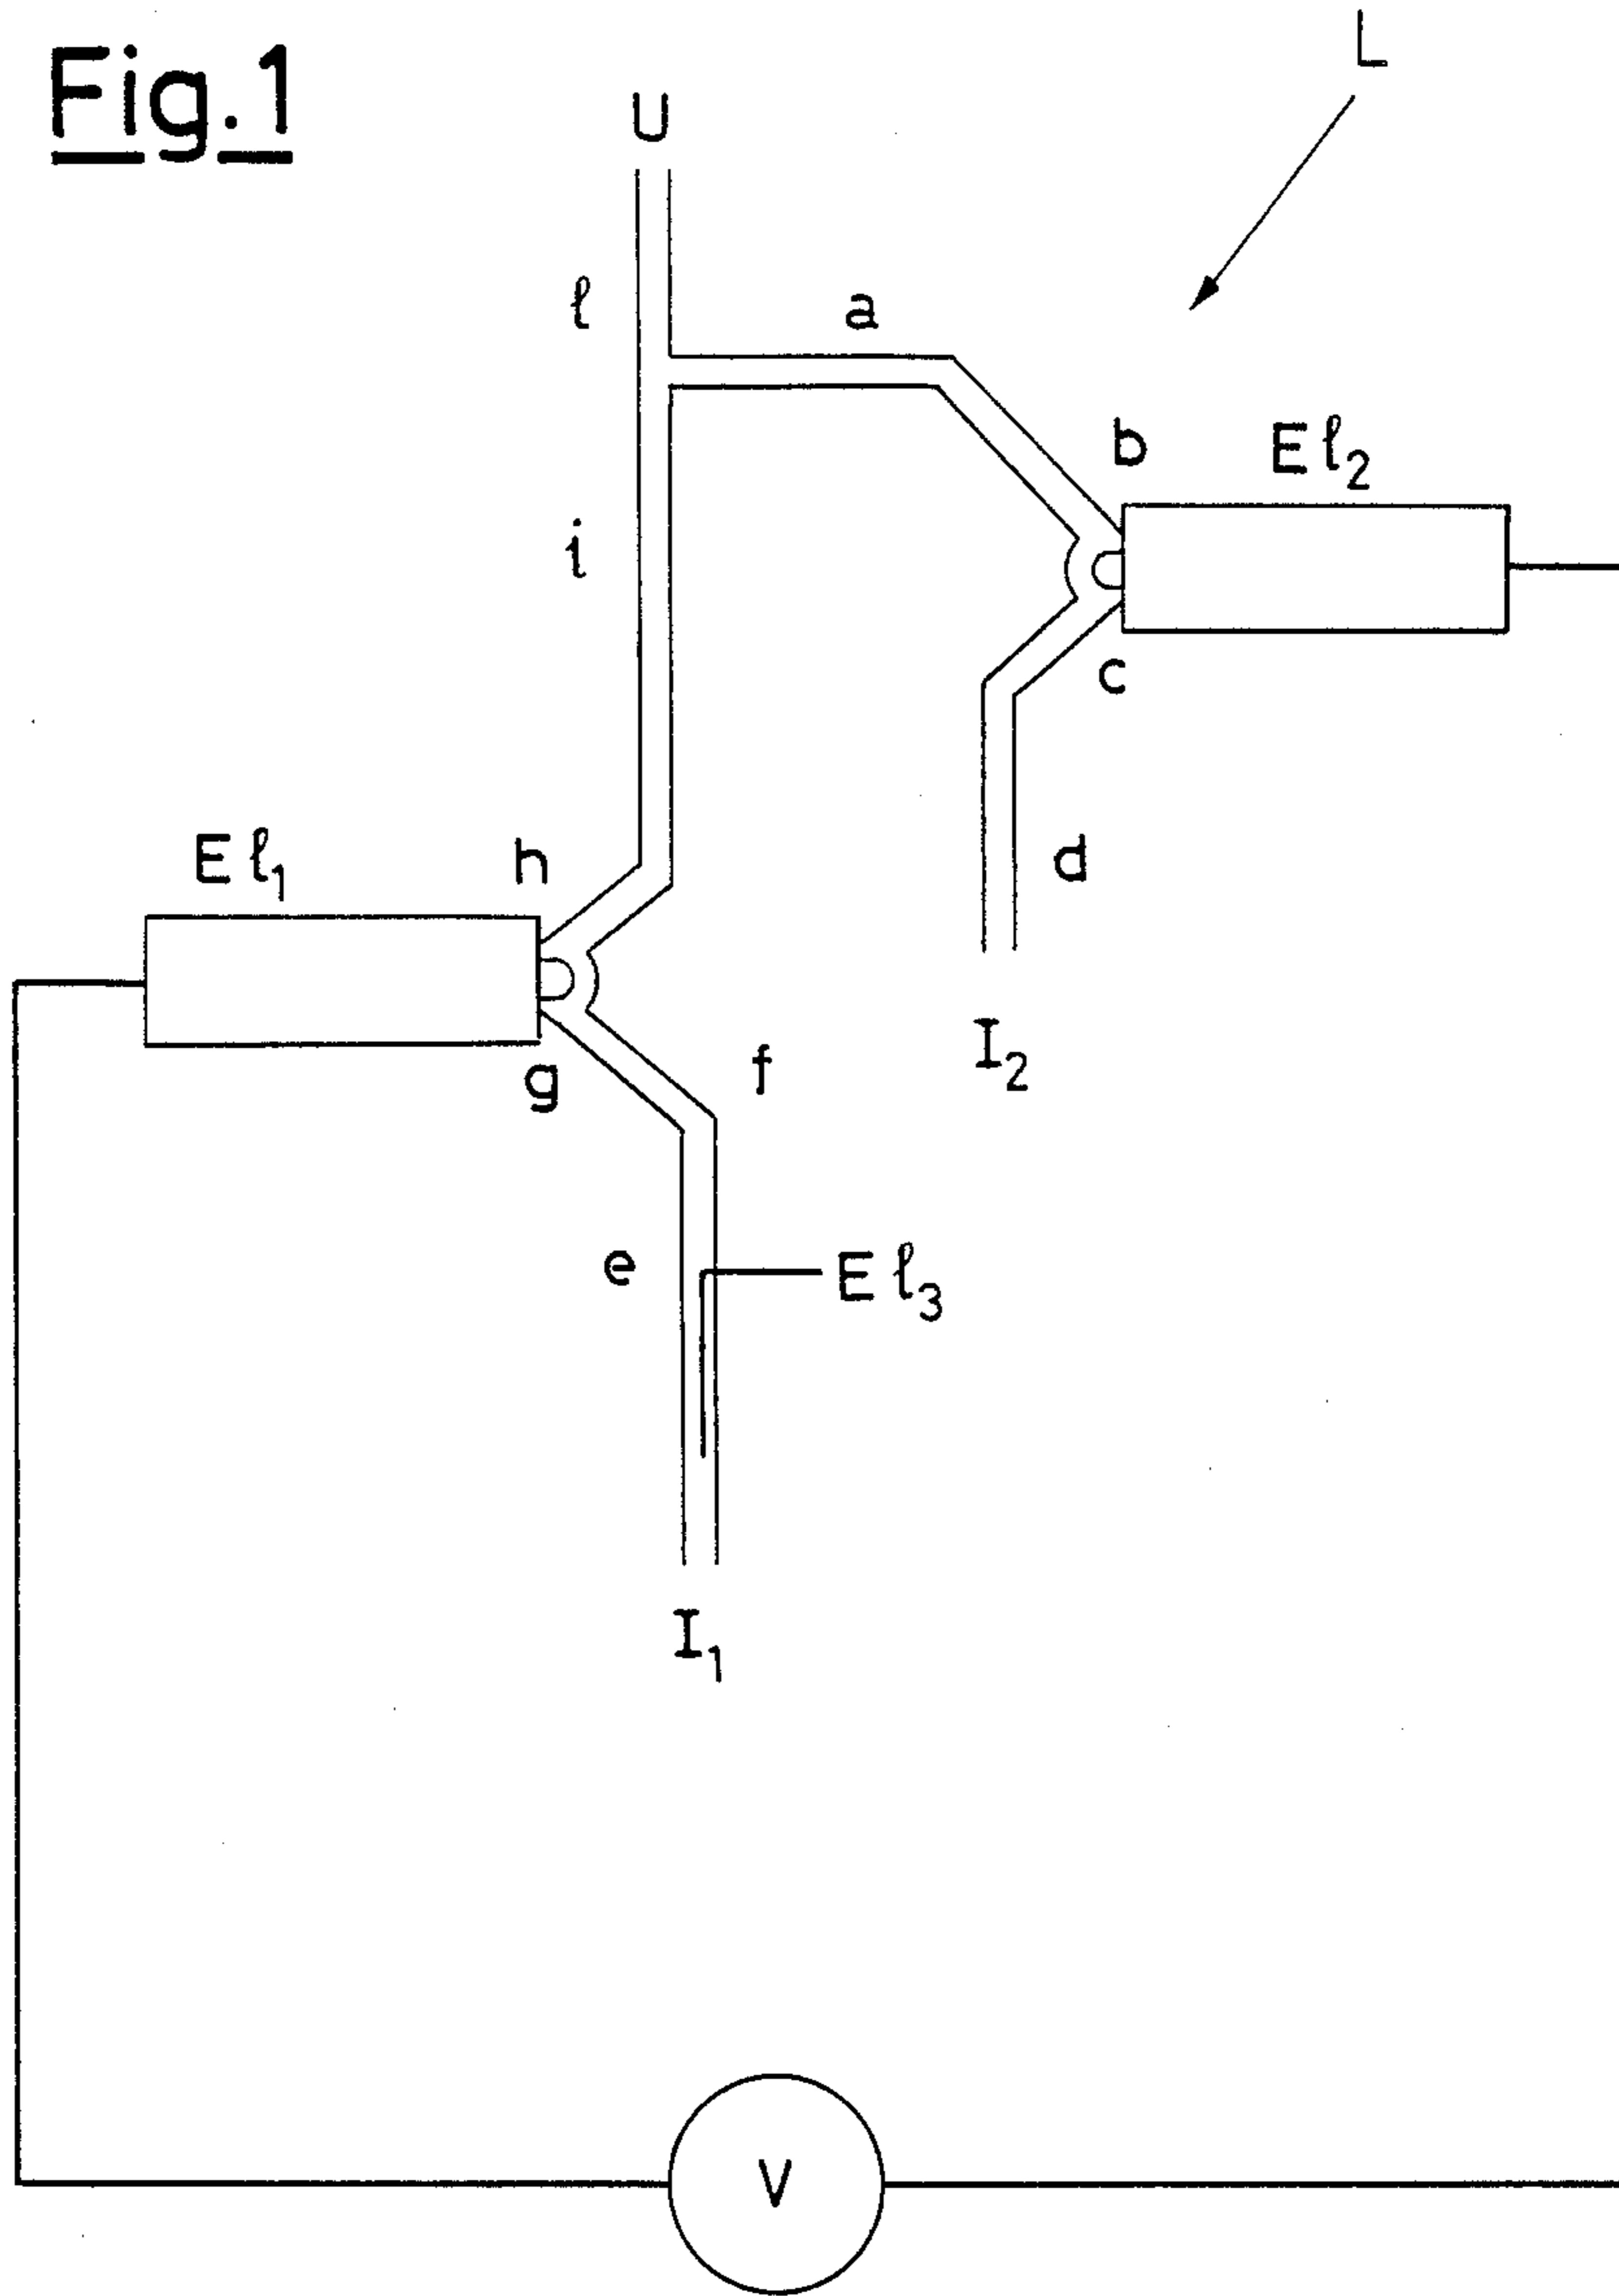 Fig.1
L
U
ℓ
a
b
Eℓ₂
i
c
Eℓ₁
h
d
I₂
g
f
e
Eℓ₃
I₁
V